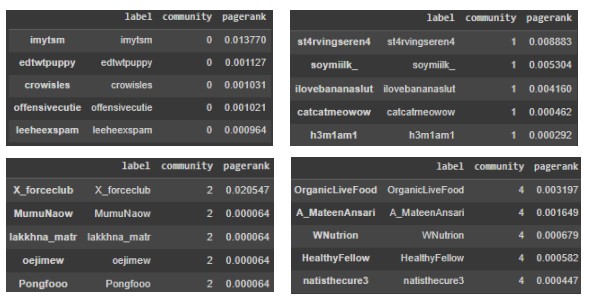 label community pagerank
imytsm imytsm 0 0.013770
edtwtpuppy edtwtpuppy 0 0.001127
crowisles crowisles 0 0.001031
offensivecutie offensivecutie 0 0.001021
leeheexspam leeheexspam 0 0.000964
label community pagerank
st4rvingseren4 st4rvingseren4 1 0.008883
soymiilk_ soymiilk_ 1 0.005304
ilovebananaslut ilovebananaslut 1 0.004160
catcatmeowow catcatmeowow 1 0.000462
h3m1am1 h3m1am1 1 0.000292
label community pagerank
X_forceclub X_forceclub 2 0.020547
MumuNaow MumuNaow 2 0.000064
lakkhna_matr lakkhna_matr 2 0.000064
oejimew oejimew 2 0.000064
Pongfooo Pongfooo 2 0.000064
label community pagerank
OrganicLiveFood OrganicLiveFood 4 0.003197
A_MateenAnsari A_MateenAnsari 4 0.001649
WNutrion WNutrion 4 0.000679
HealthyFellow HealthyFellow 4 0.000582
natisthecure3 natisthecure3 4 0.000447